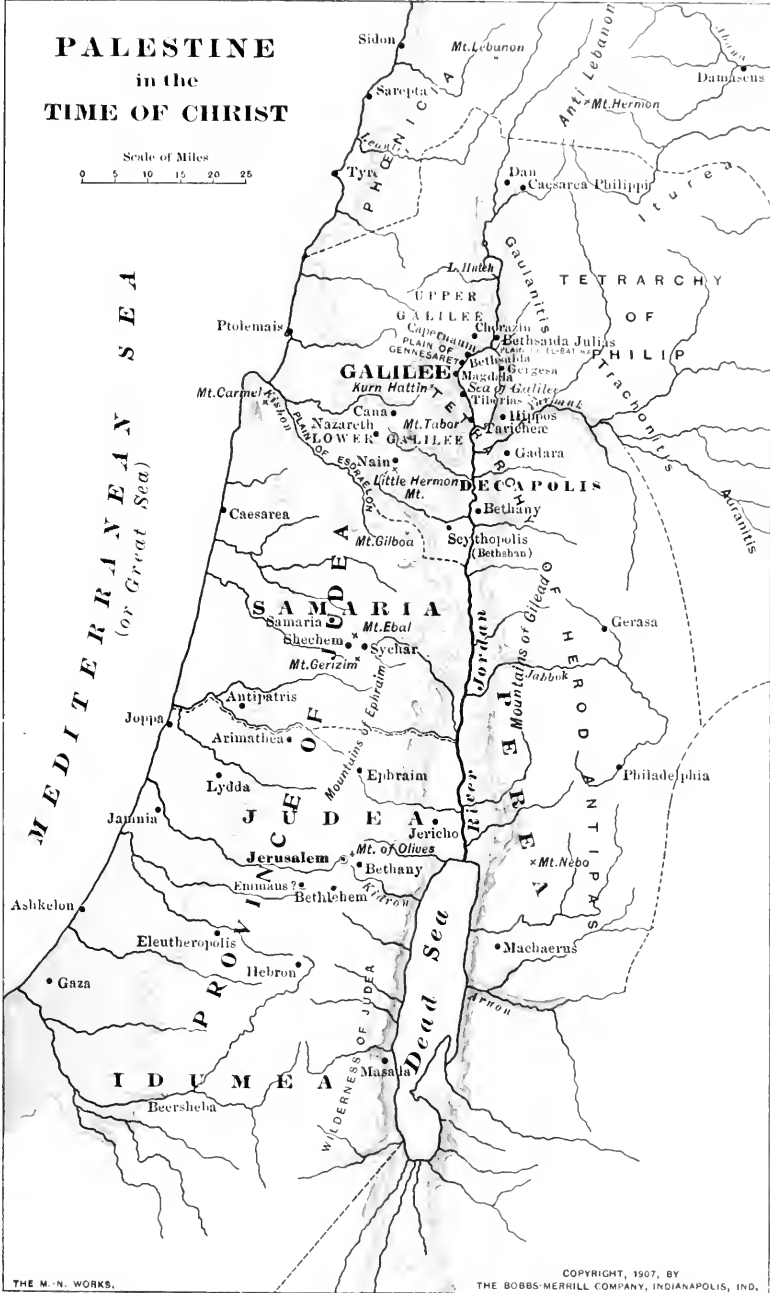 PALESTINE
in the
TIME OF CHRIST
Scale of Miles
0 5 10 15 20 25
Sidon
Mt. Lebanon
Abana
Damascus
Sarepta
Anti Lebanon
Mt. Hermon
PHŒNICIA
Tyre
Dan
Caesarea Philippi
Iturea
L. Huleh
Gaulanitis
UPPER
GALILEE
TETRARCHY
OF
PHILIP
Ptolemais
Chorazin
Capernaum
Bethsaida Julias
PLAIN OF
GENNESARET
Bethsaida
GALILEE
Magdala
Gergesa
Kurn Hattin
Sea of Galilee
Tiberias
Yarmuk
Trachonitis
Mt. Carmel
Kishon
Cana
Hippos
Nazareth
Mt. Tabor
Taricheæ
LOWER GALILEE
PLAIN OF ESDRAELON
Nain
Gadara
Little Hermon
Mt.
DECAPOLIS
Auranitis
Caesarea
Bethany
Mt. Gilboa
Scythopolis
(Bethshan)
MEDITERRANEAN SEA
(or Great Sea)
SAMARIA
Samaria
Mt. Ebal
Shechem
Sychar
Mt. Gerizim
Gerasa
Mountains of Gilead
Jabbok
TETRARCHY OF HEROD ANTIPAS
Antipatris
Joppa
Arimathea
Mountains of Ephraim
River Jordan
PEREA
Lydda
Ephraim
Philadelphia
Jamnia
JUDEA
Jericho
Jerusalem
Mt. of Olives
Bethany
Mt. Nebo
Emmaus?
Bethlehem
Kidron
Ashkelon
Eleutheropolis
Hebron
Machaerus
Gaza
PROVINCE OF JUDEA
WILDERNESS OF JUDEA
Dead Sea
Arnon
Masada
IDUMEA
Beersheba
THE M.-N. WORKS.
COPYRIGHT, 1907, BY
THE BOBBS-MERRILL COMPANY, INDIANAPOLIS, IND.